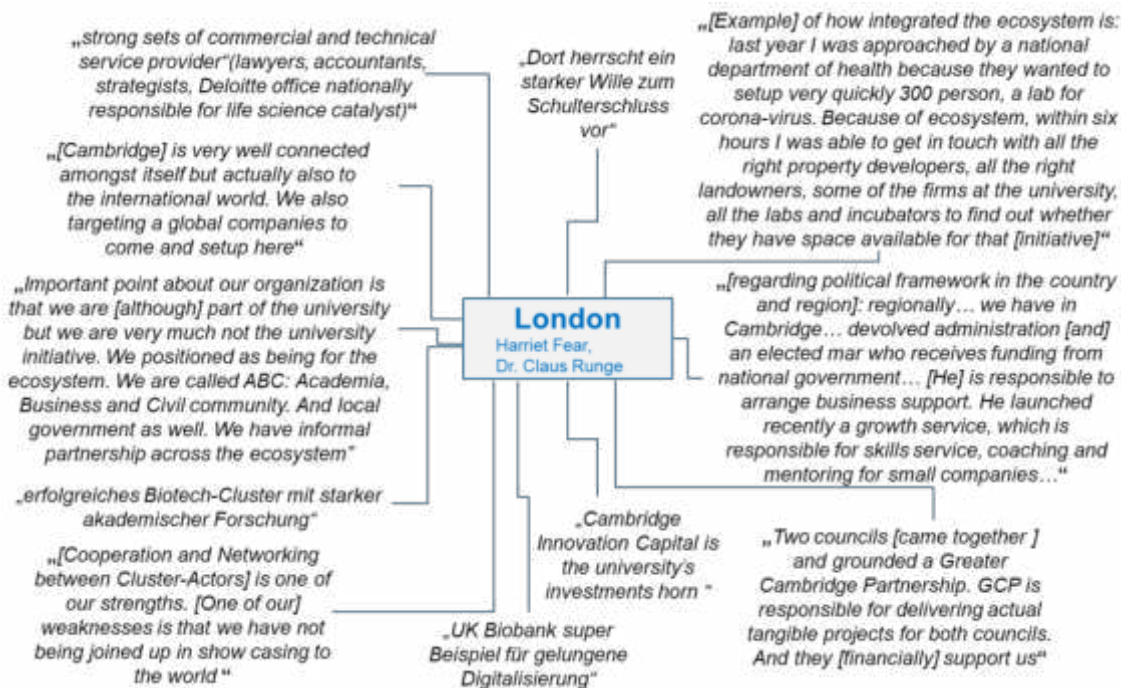 „strong sets of commercial and technical
service provider“(lawyers, accountants,
strategists, Deloitte office nationally
responsible for life science catalyst)“
„Dort herrscht ein
starker Wille zum
Schulterschluss
vor“
„[Example] of how integrated the ecosystem is:
last year I was approached by a national
department of health because they wanted to
setup very quickly 300 person, a lab for
corona-virus. Because of ecosystem, within six
hours I was able to get in touch with all the
right property developers, all the right
landowners, some of the firms at the university,
all the labs and incubators to find out whether
they have space available for that [initiative]“
„[Cambridge] is very well connected
amongst itself but actually also to
the international world. We also
targeting a global companies to
come and setup here“
„Important point about our organization is
that we are [although] part of the university
but we are very much not the university
initiative. We positioned as being for the
ecosystem. We are called ABC: Academia,
Business and Civil community. And local
government as well. We have informal
partnership across the ecosystem“
London
Harriet Fear,
Dr. Claus Runge
„[regarding political framework in the country
and region]: regionally… we have in
Cambridge… devolved administration [and]
an elected mar who receives funding from
national government… [He] is responsible to
arrange business support. He launched
recently a growth service, which is
responsible for skills service, coaching and
mentoring for small companies…“
„erfolgreiches Biotech-Cluster mit starker
akademischer Forschung“
„[Cooperation and Networking
between Cluster-Actors] is one of
our strengths. [One of our]
weaknesses is that we have not
being joined up in show casing to
the world “
„UK Biobank super
Beispiel für gelungene
Digitalisierung“
„Cambridge
Innovation Capital is
the university's
investments horn “
„Two councils [came together ]
and grounded a Greater
Cambridge Partnership. GCP is
responsible for delivering actual
tangible projects for both councils.
And they [financially] support us“